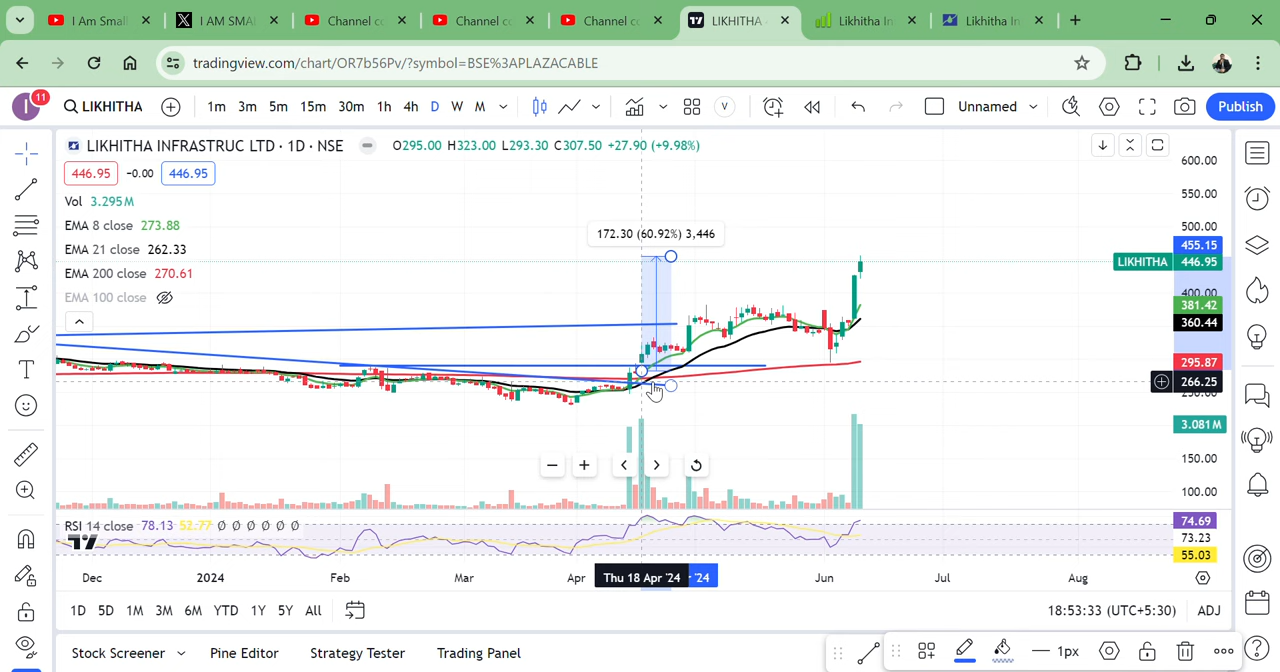 I Am Small
I AM SMA
Channel co
Channel co
Channel co
LIKHITHA
Likhitha In
Likhitha In
tradingview.com/chart/OR7b56Pv/?symbol=BSE%3APLAZACABLE
I 11 LIKHITHA 1m 3m 5m 15m 30m 1h 4h D W M V Unnamed Publish
LIKHITHA INFRASTRUC LTD · 1D · NSE O295.00 H323.00 L293.30 C307.50 +27.90 (+9.98%)
446.95 -0.00 446.95
Vol 3.295M
EMA 8 close 273.88
EMA 21 close 262.33
EMA 200 close 270.61
EMA 100 close
172.30 (60.92%) 3,446
600.00
550.00
500.00
455.15
LIKHITHA 446.95
400.00
381.42
360.44
295.87
266.25
3.081M
150.00
100.00
RSI 14 close 78.13 52.77 Ø Ø Ø Ø Ø Ø
74.69
73.23
55.03
Dec 2024 Feb Mar Apr Thu 18 Apr '24 '24 Jun Jul Aug
1D 5D 1M 3M 6M YTD 1Y 5Y All 18:53:33 (UTC+5:30) ADJ
Stock Screener Pine Editor Strategy Tester Trading Panel 1px